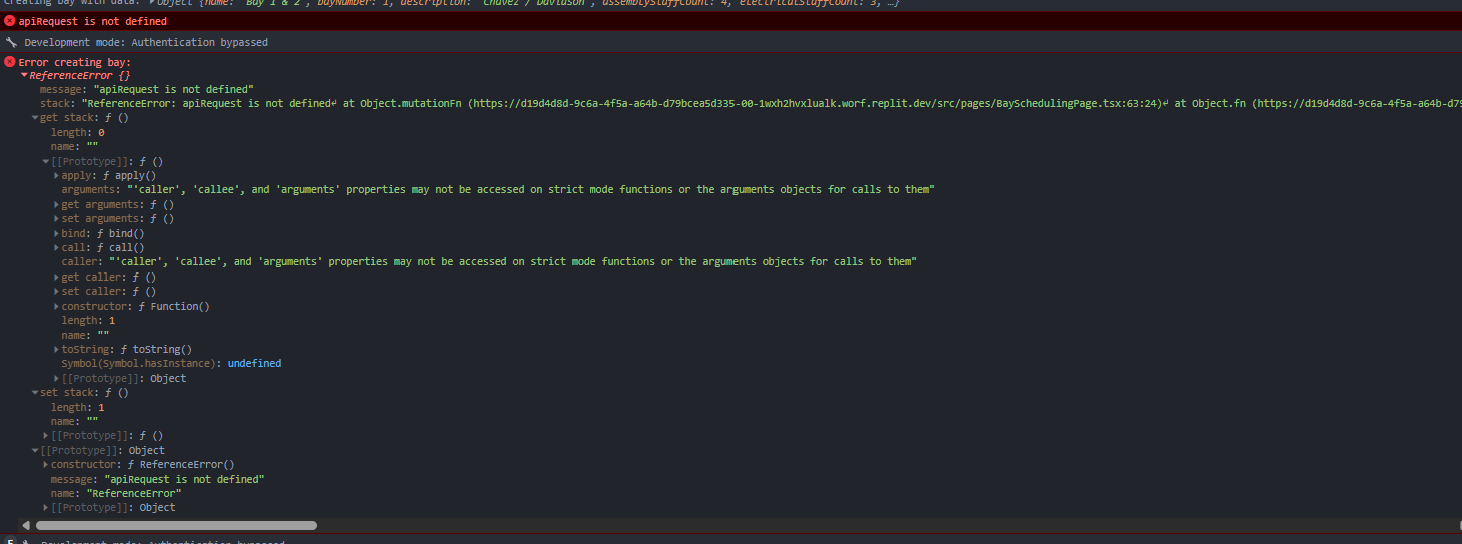 Creating bay with data: ▶Object {name: "Bay 1 & 2", bayNumber: 1, description: "Chavez / Davidson", assemblyStaffCount: 4, electricalStaffCount: 3, …}
apiRequest is not defined
Development mode: Authentication bypassed
Error creating bay:
▼ReferenceError {}
message: "apiRequest is not defined"
stack: "ReferenceError: apiRequest is not defined↵ at Object.mutationFn (https://d19d4d8d-9c6a-4f5a-a64b-d79bcea5d335-00-1wxh2hvxlualk.worf.replit.dev/src/pages/BaySchedulingPage.tsx:63:24)↵ at Object.fn (https://d19d4d8d-9c6a-4f5a-a64b-d79
▼get stack: ƒ ()
length: 0
name: ""
▼[[Prototype]]: ƒ ()
▶apply: ƒ apply()
arguments: "'caller', 'callee', and 'arguments' properties may not be accessed on strict mode functions or the arguments objects for calls to them"
▶get arguments: ƒ ()
▶set arguments: ƒ ()
▶bind: ƒ bind()
▶call: ƒ call()
caller: "'caller', 'callee', and 'arguments' properties may not be accessed on strict mode functions or the arguments objects for calls to them"
▶get caller: ƒ ()
▶set caller: ƒ ()
▶constructor: ƒ Function()
length: 1
name: ""
▶toString: ƒ toString()
Symbol(Symbol.hasInstance): undefined
▶[[Prototype]]: Object
▼set stack: ƒ ()
length: 1
name: ""
▶[[Prototype]]: ƒ ()
▼[[Prototype]]: Object
▶constructor: ƒ ReferenceError()
message: "apiRequest is not defined"
name: "ReferenceError"
▶[[Prototype]]: Object
5 Development mode: Authentication bypassed